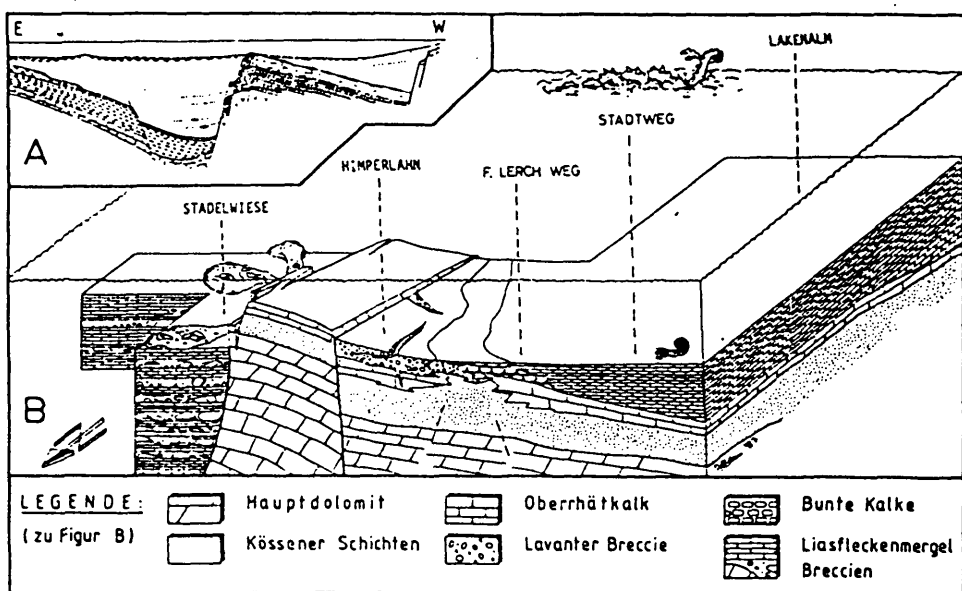 E W
A
LAKENALM
STADTWEG
HIMPERLAHN
F. LERCH WEG
STADELWIESE
B
LEGENDE:
(zu Figur B)
Hauptdolomit
Kössener Schichten
Oberrhätkalk
Lavanter Breccie
Bunte Kalke
Liasfleckenmergel
Breccien